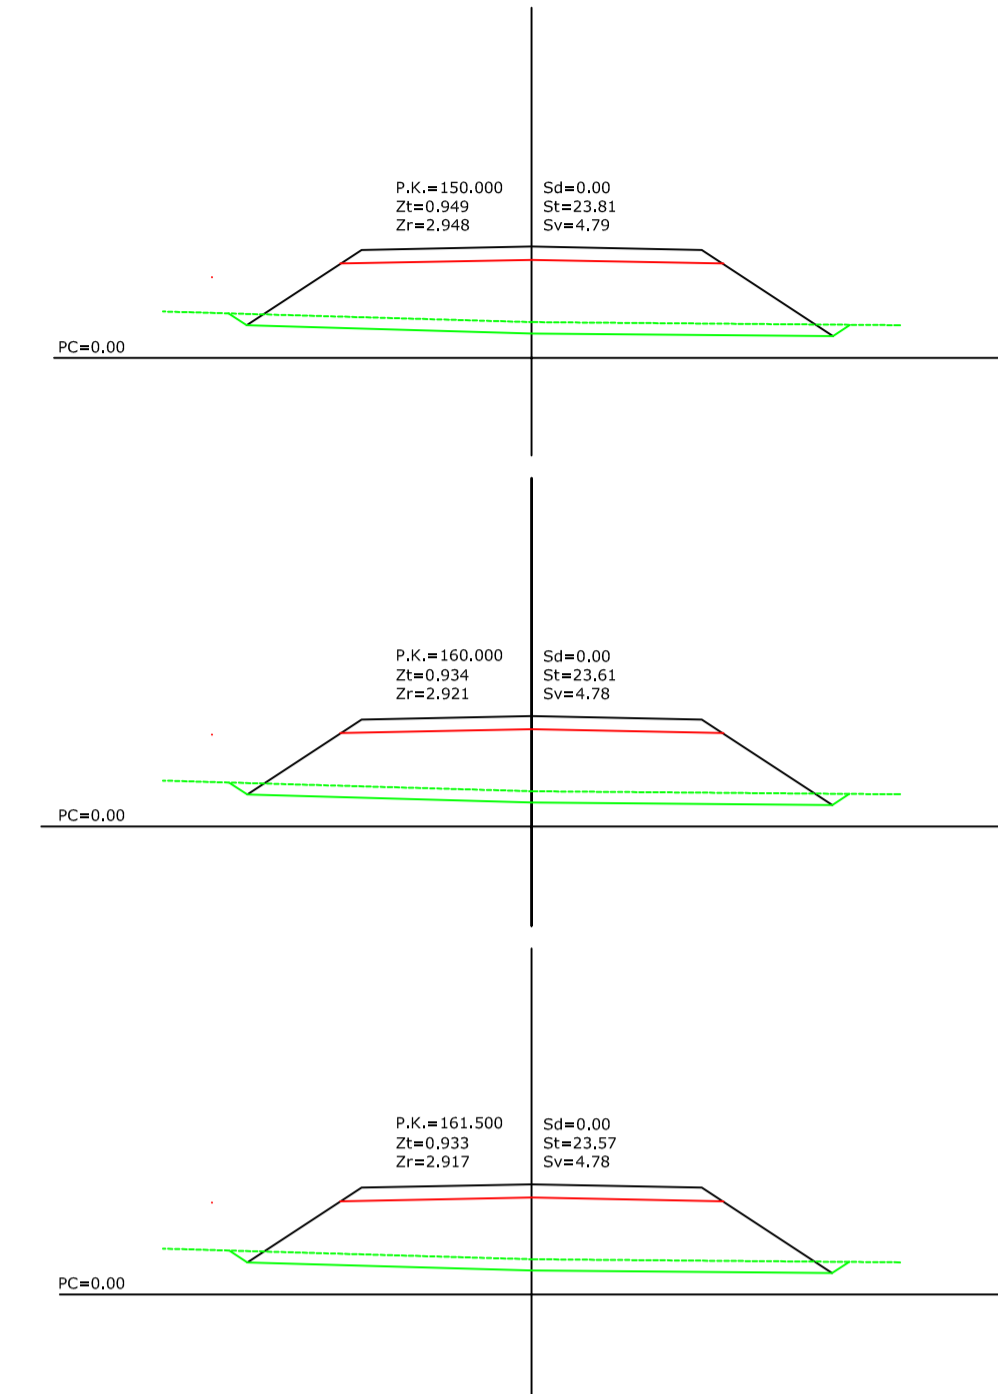 P.K.=150.000 Sd=0.00
Zt=0.949 St=23.81
Zr=2.948 Sv=4.79
PC=0.00
P.K.=160.000 Sd=0.00
Zt=0.934 St=23.61
Zr=2.921 Sv=4.78
PC=0.00
P.K.=161.500 Sd=0.00
Zt=0.933 St=23.57
Zr=2.917 Sv=4.78
PC=0.00